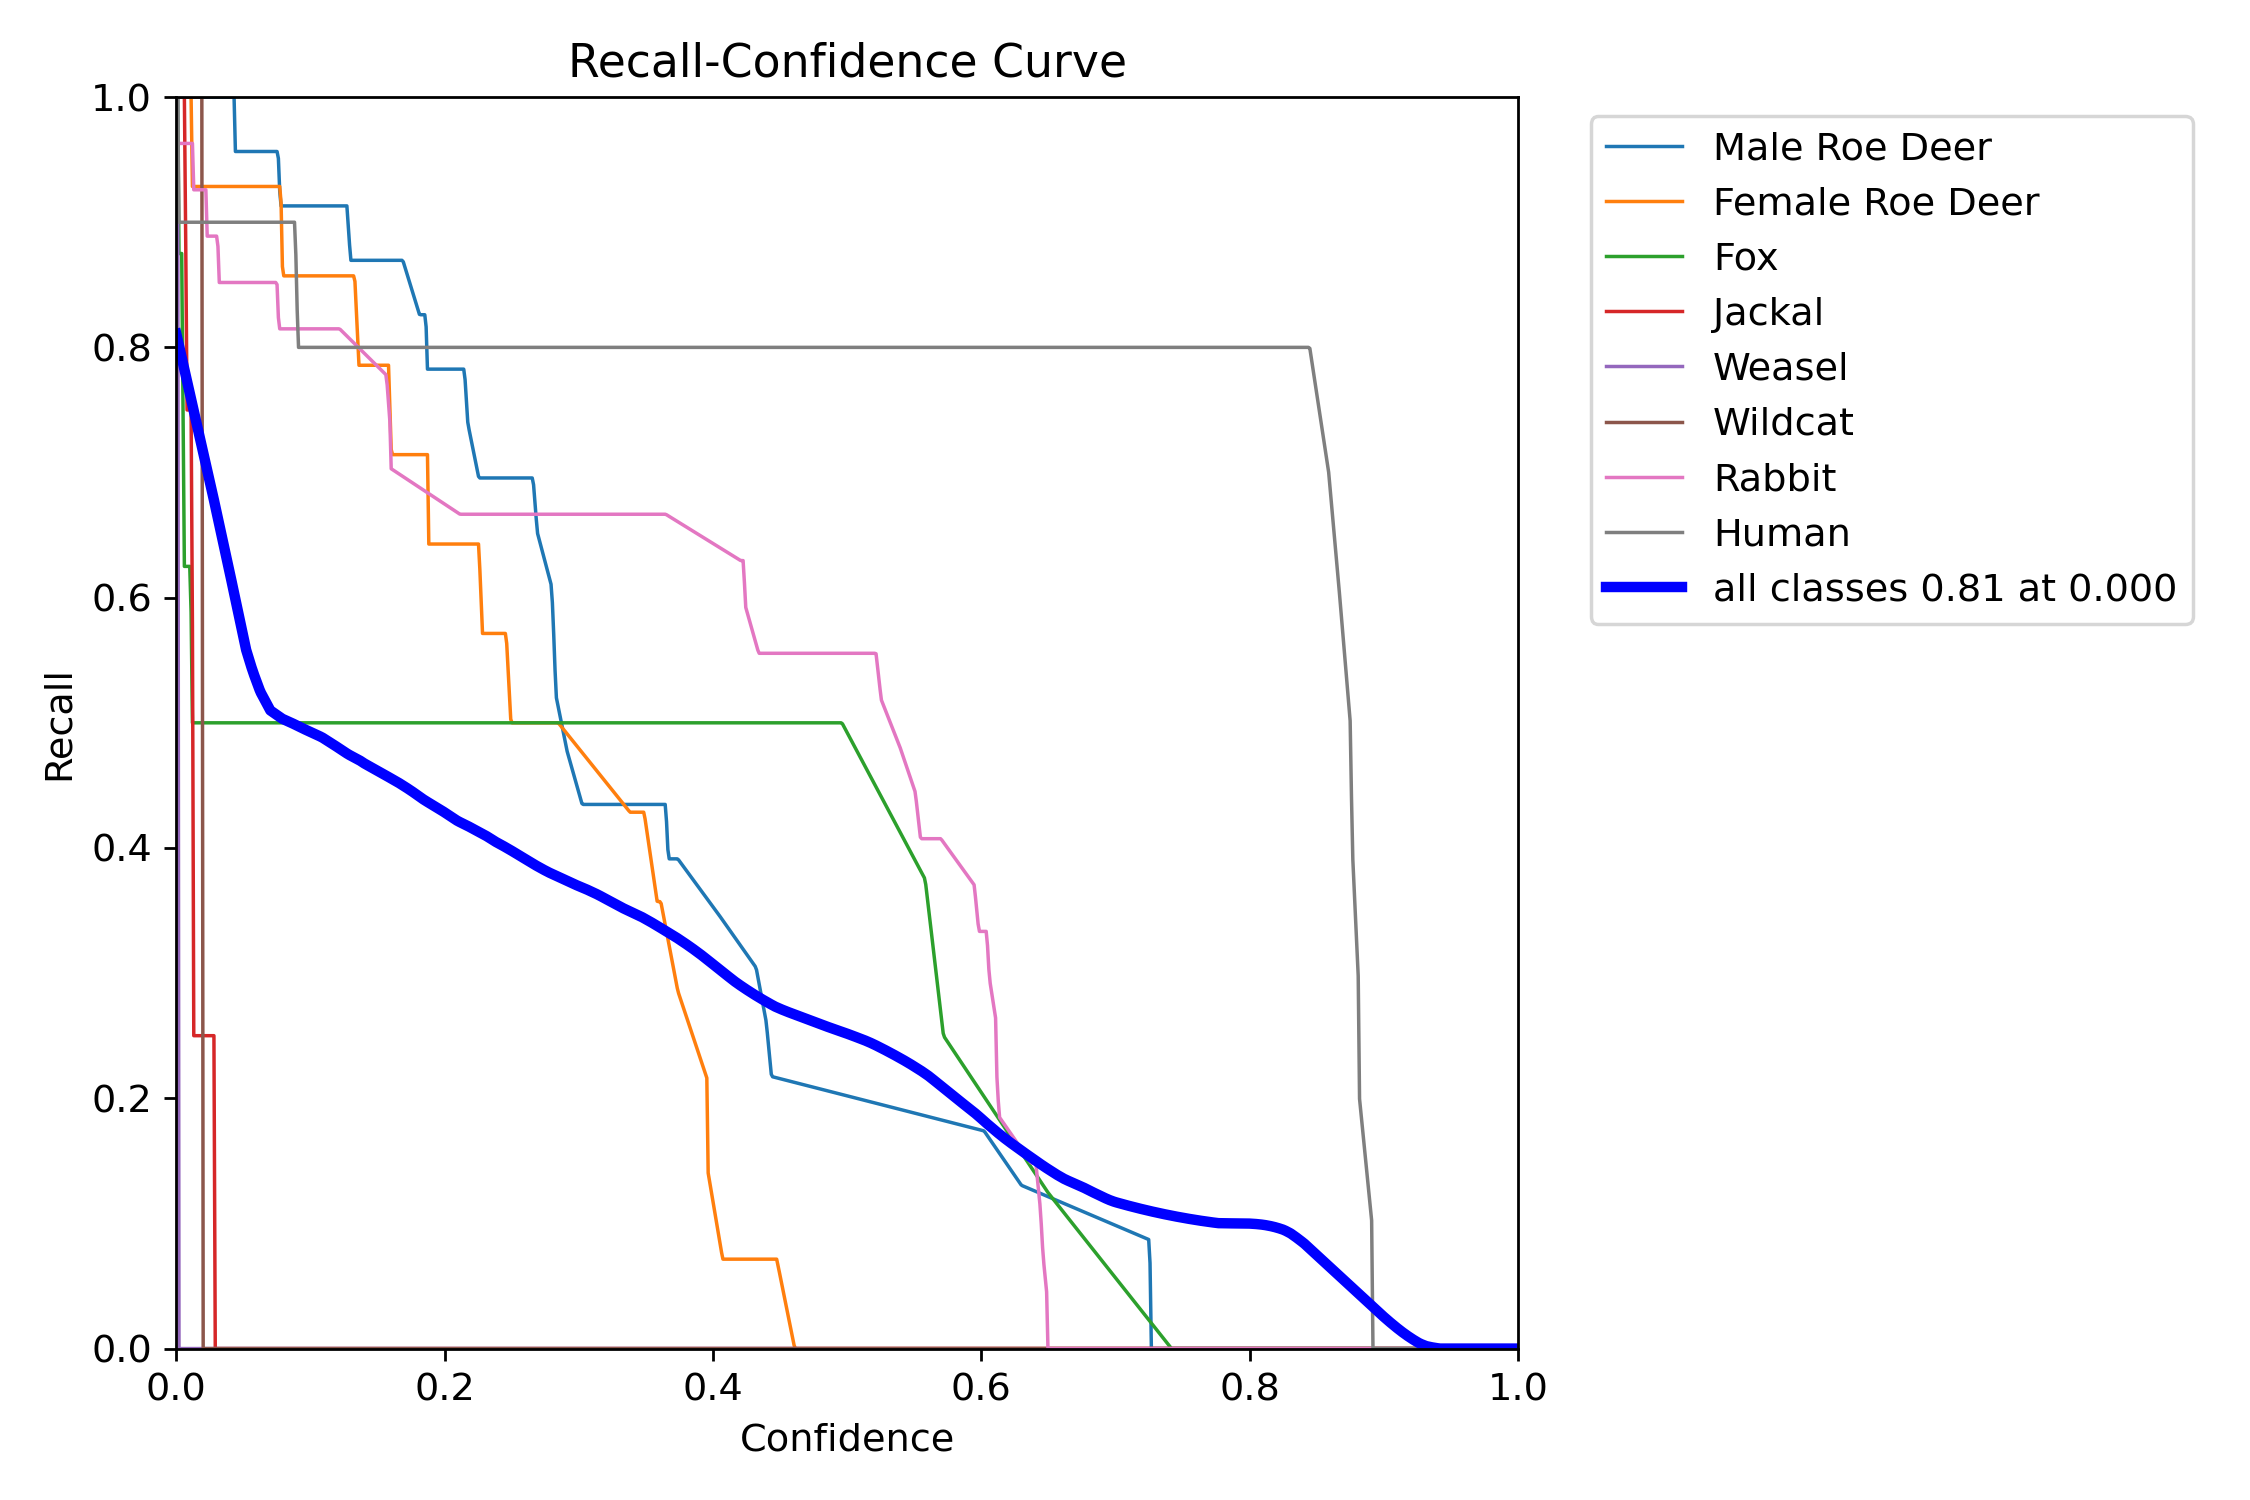 Recall-Confidence Curve
1.0
0.8
0.6
0.4
0.2
0.0
Recall
0.0 0.2 0.4 0.6 0.8 1.0
Confidence
Male Roe Deer
Female Roe Deer
Fox
Jackal
Weasel
Wildcat
Rabbit
Human
all classes 0.81 at 0.000